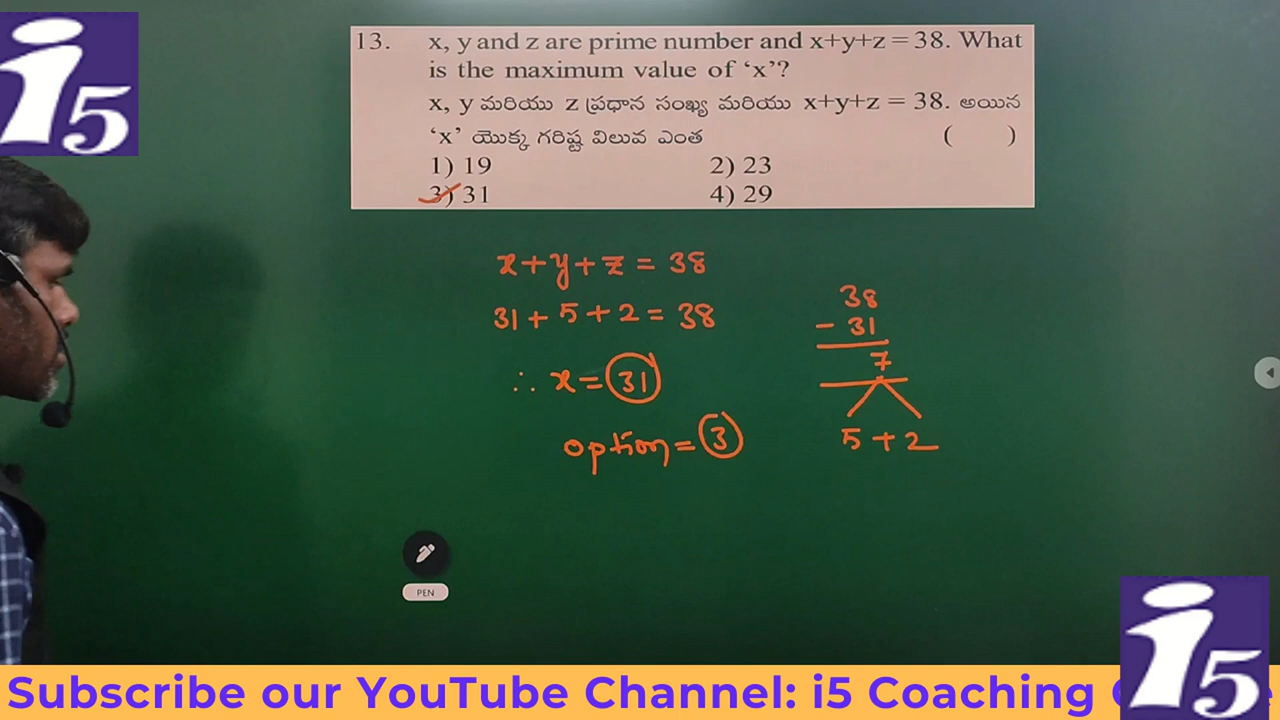 i5
13. x, y and z are prime number and x+y+z = 38. What
is the maximum value of ‘x’?
x, y మరియు z ప్రధాన సంఖ్య మరియు x+y+z = 38. అయిన
‘x’ యొక్క గరిష్ట విలువ ఎంత ( )
1) 19 2) 23
3) 31 4) 29
x+y+z = 38
31 + 5 + 2 = 38
∴ x = 31
option = 3
38
- 31
7
5 + 2
PEN
i5
Subscribe our YouTube Channel: i5 Coaching